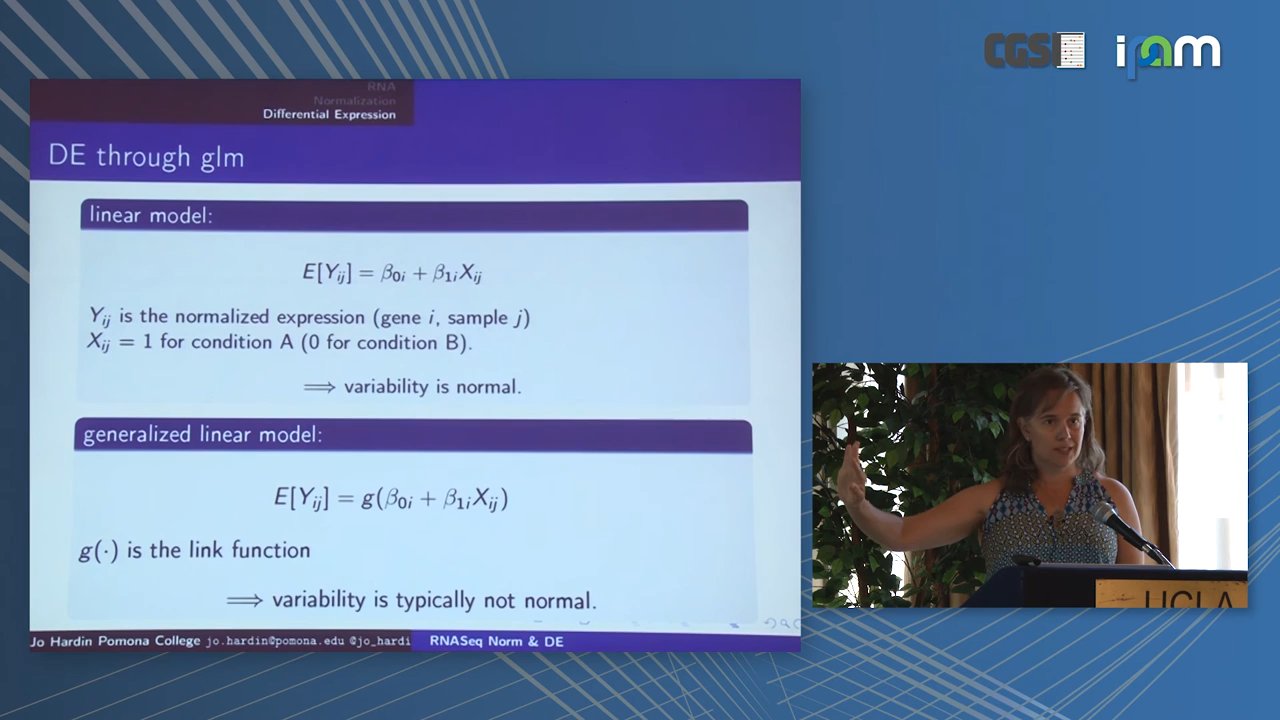 CGSI
ipam
RNA
Normalization
Differential Expression
DE through glm
linear model:
E[Y_ij] = β_0i + β_1i X_ij
Y_ij is the normalized expression (gene i, sample j)
X_ij = 1 for condition A (0 for condition B).
⟹ variability is normal.
generalized linear model:
E[Y_ij] = g(β_0i + β_1i X_ij)
g(·) is the link function
⟹ variability is typically not normal.
Jo Hardin Pomona College jo.hardin@pomona.edu @jo_hardi
RNASeq Norm & DE
UCLA